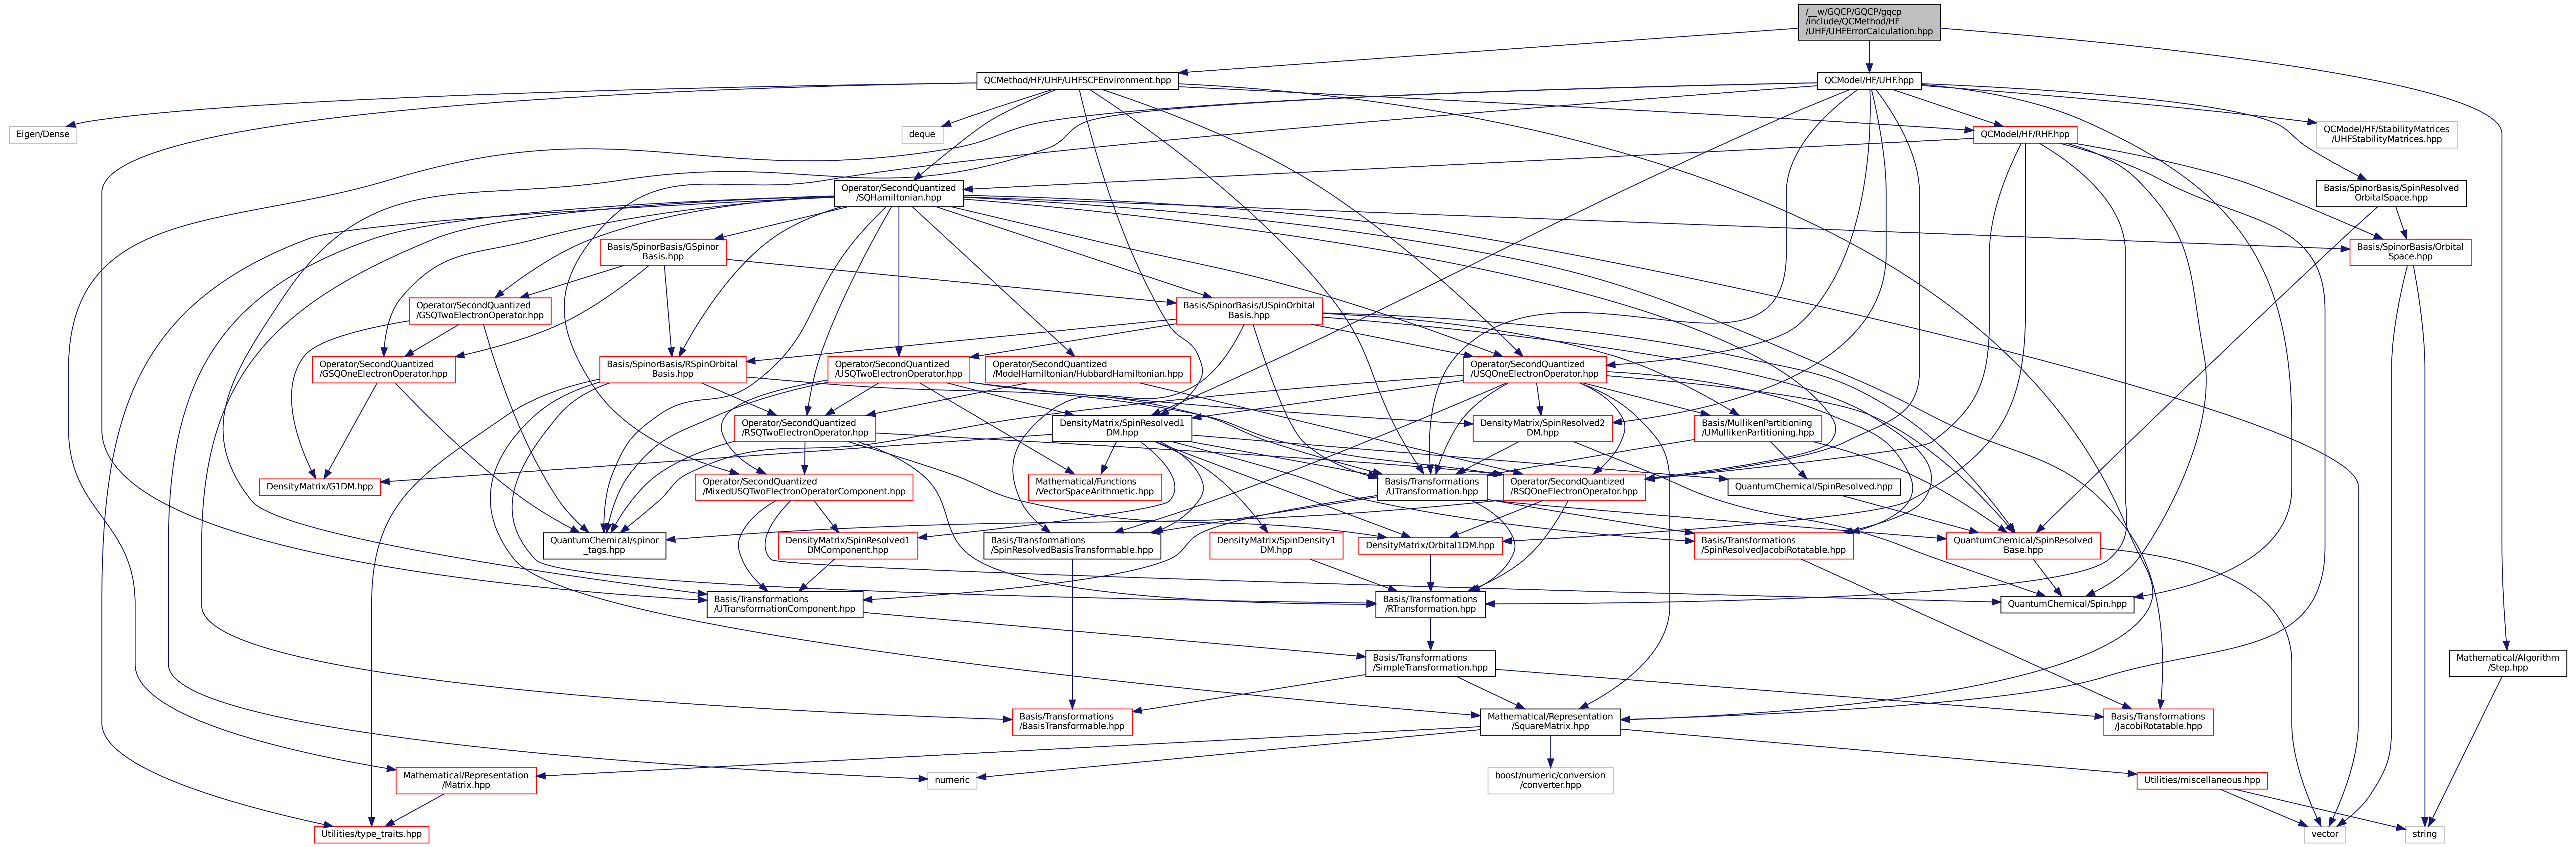 /__w/GQCP/GQCP/gqcp
/include/QCMethod/HF
/UHF/UHFErrorCalculation.hpp
QCMethod/HF/UHF/UHFSCFEnvironment.hpp
QCModel/HF/UHF.hpp
Eigen/Dense
deque
QCModel/HF/RHF.hpp
QCModel/HF/StabilityMatrices
/UHFStabilityMatrices.hpp
Operator/SecondQuantized
/SQHamiltonian.hpp
Basis/SpinorBasis/SpinResolved
OrbitalSpace.hpp
Basis/SpinorBasis/GSpinor
Basis.hpp
Basis/SpinorBasis/Orbital
Space.hpp
Operator/SecondQuantized
/GSQTwoElectronOperator.hpp
Basis/SpinorBasis/USpinOrbital
Basis.hpp
Operator/SecondQuantized
/GSQOneElectronOperator.hpp
Basis/SpinorBasis/RSpinOrbital
Basis.hpp
Operator/SecondQuantized
/USQTwoElectronOperator.hpp
Operator/SecondQuantized
/ModelHamiltonian/HubbardHamiltonian.hpp
Operator/SecondQuantized
/USQOneElectronOperator.hpp
Operator/SecondQuantized
/RSQTwoElectronOperator.hpp
DensityMatrix/SpinResolved1
DM.hpp
DensityMatrix/SpinResolved2
DM.hpp
Basis/MullikenPartitioning
/UMullikenPartitioning.hpp
DensityMatrix/G1DM.hpp
Operator/SecondQuantized
/MixedUSQTwoElectronOperatorComponent.hpp
Mathematical/Functions
/VectorSpaceArithmetic.hpp
Basis/Transformations
/UTransformation.hpp
Operator/SecondQuantized
/RSQOneElectronOperator.hpp
QuantumChemical/SpinResolved.hpp
QuantumChemical/spinor
_tags.hpp
DensityMatrix/SpinResolved1
DMComponent.hpp
Basis/Transformations
/SpinResolvedBasisTransformable.hpp
DensityMatrix/SpinDensity1
DM.hpp
DensityMatrix/Orbital1DM.hpp
Basis/Transformations
/SpinResolvedJacobiRotatable.hpp
QuantumChemical/SpinResolved
Base.hpp
Basis/Transformations
/UTransformationComponent.hpp
Basis/Transformations
/RTransformation.hpp
QuantumChemical/Spin.hpp
Basis/Transformations
/SimpleTransformation.hpp
Mathematical/Algorithm
/Step.hpp
Basis/Transformations
/BasisTransformable.hpp
Mathematical/Representation
/SquareMatrix.hpp
Basis/Transformations
/JacobiRotatable.hpp
Mathematical/Representation
/Matrix.hpp
numeric
boost/numeric/conversion
/converter.hpp
Utilities/miscellaneous.hpp
Utilities/type_traits.hpp
vector
string